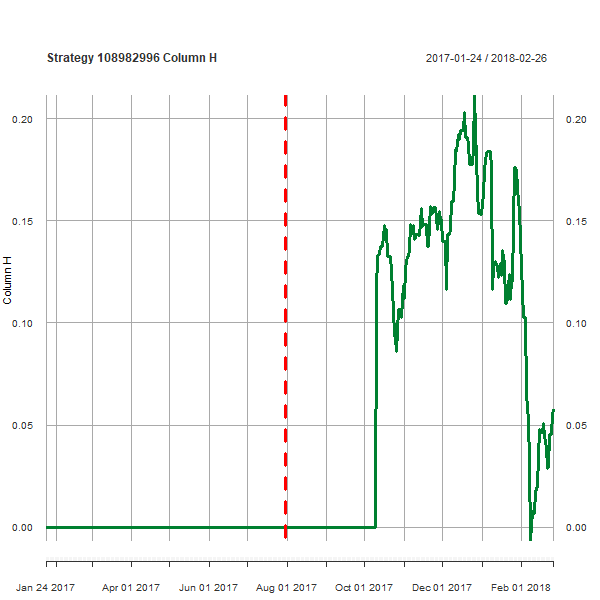 Strategy 108982996 Column H 2017-01-24 / 2018-02-26
0.20 0.20
0.15 0.15
Column H
0.10 0.10
0.05 0.05
0.00 0.00
Jan 24 2017 Apr 01 2017 Jun 01 2017 Aug 01 2017 Oct 01 2017 Dec 01 2017 Feb 01 2018